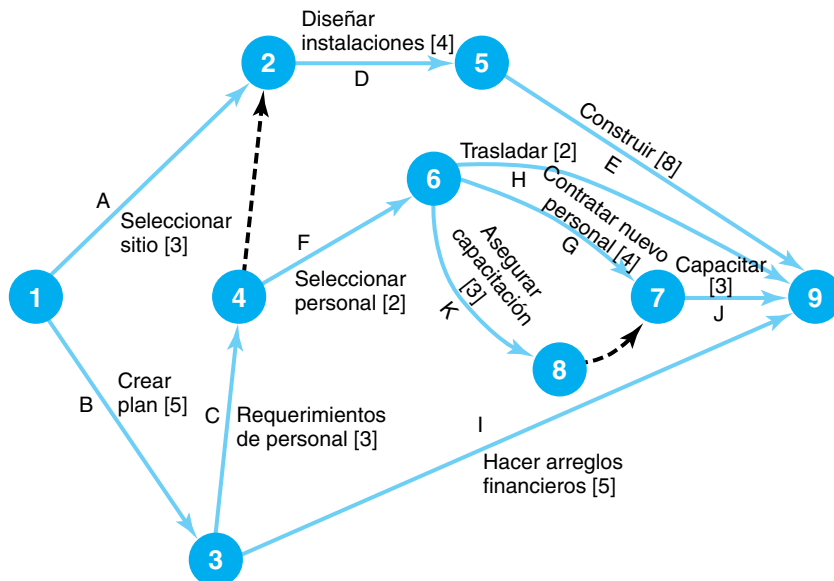 Diseñar
instalaciones [4]
D
2
5
Construir [8]
E
Trasladar [2]
H
6
Contratar nuevo
personal [4]
G
A
Seleccionar
sitio [3]
F
Seleccionar
personal [2]
Asegurar
capacitación
[3]
K
Capacitar
[3]
J
1
4
7
9
8
B
Crear
plan [5]
C
Requerimientos
de personal [3]
I
Hacer arreglos
financieros [5]
3